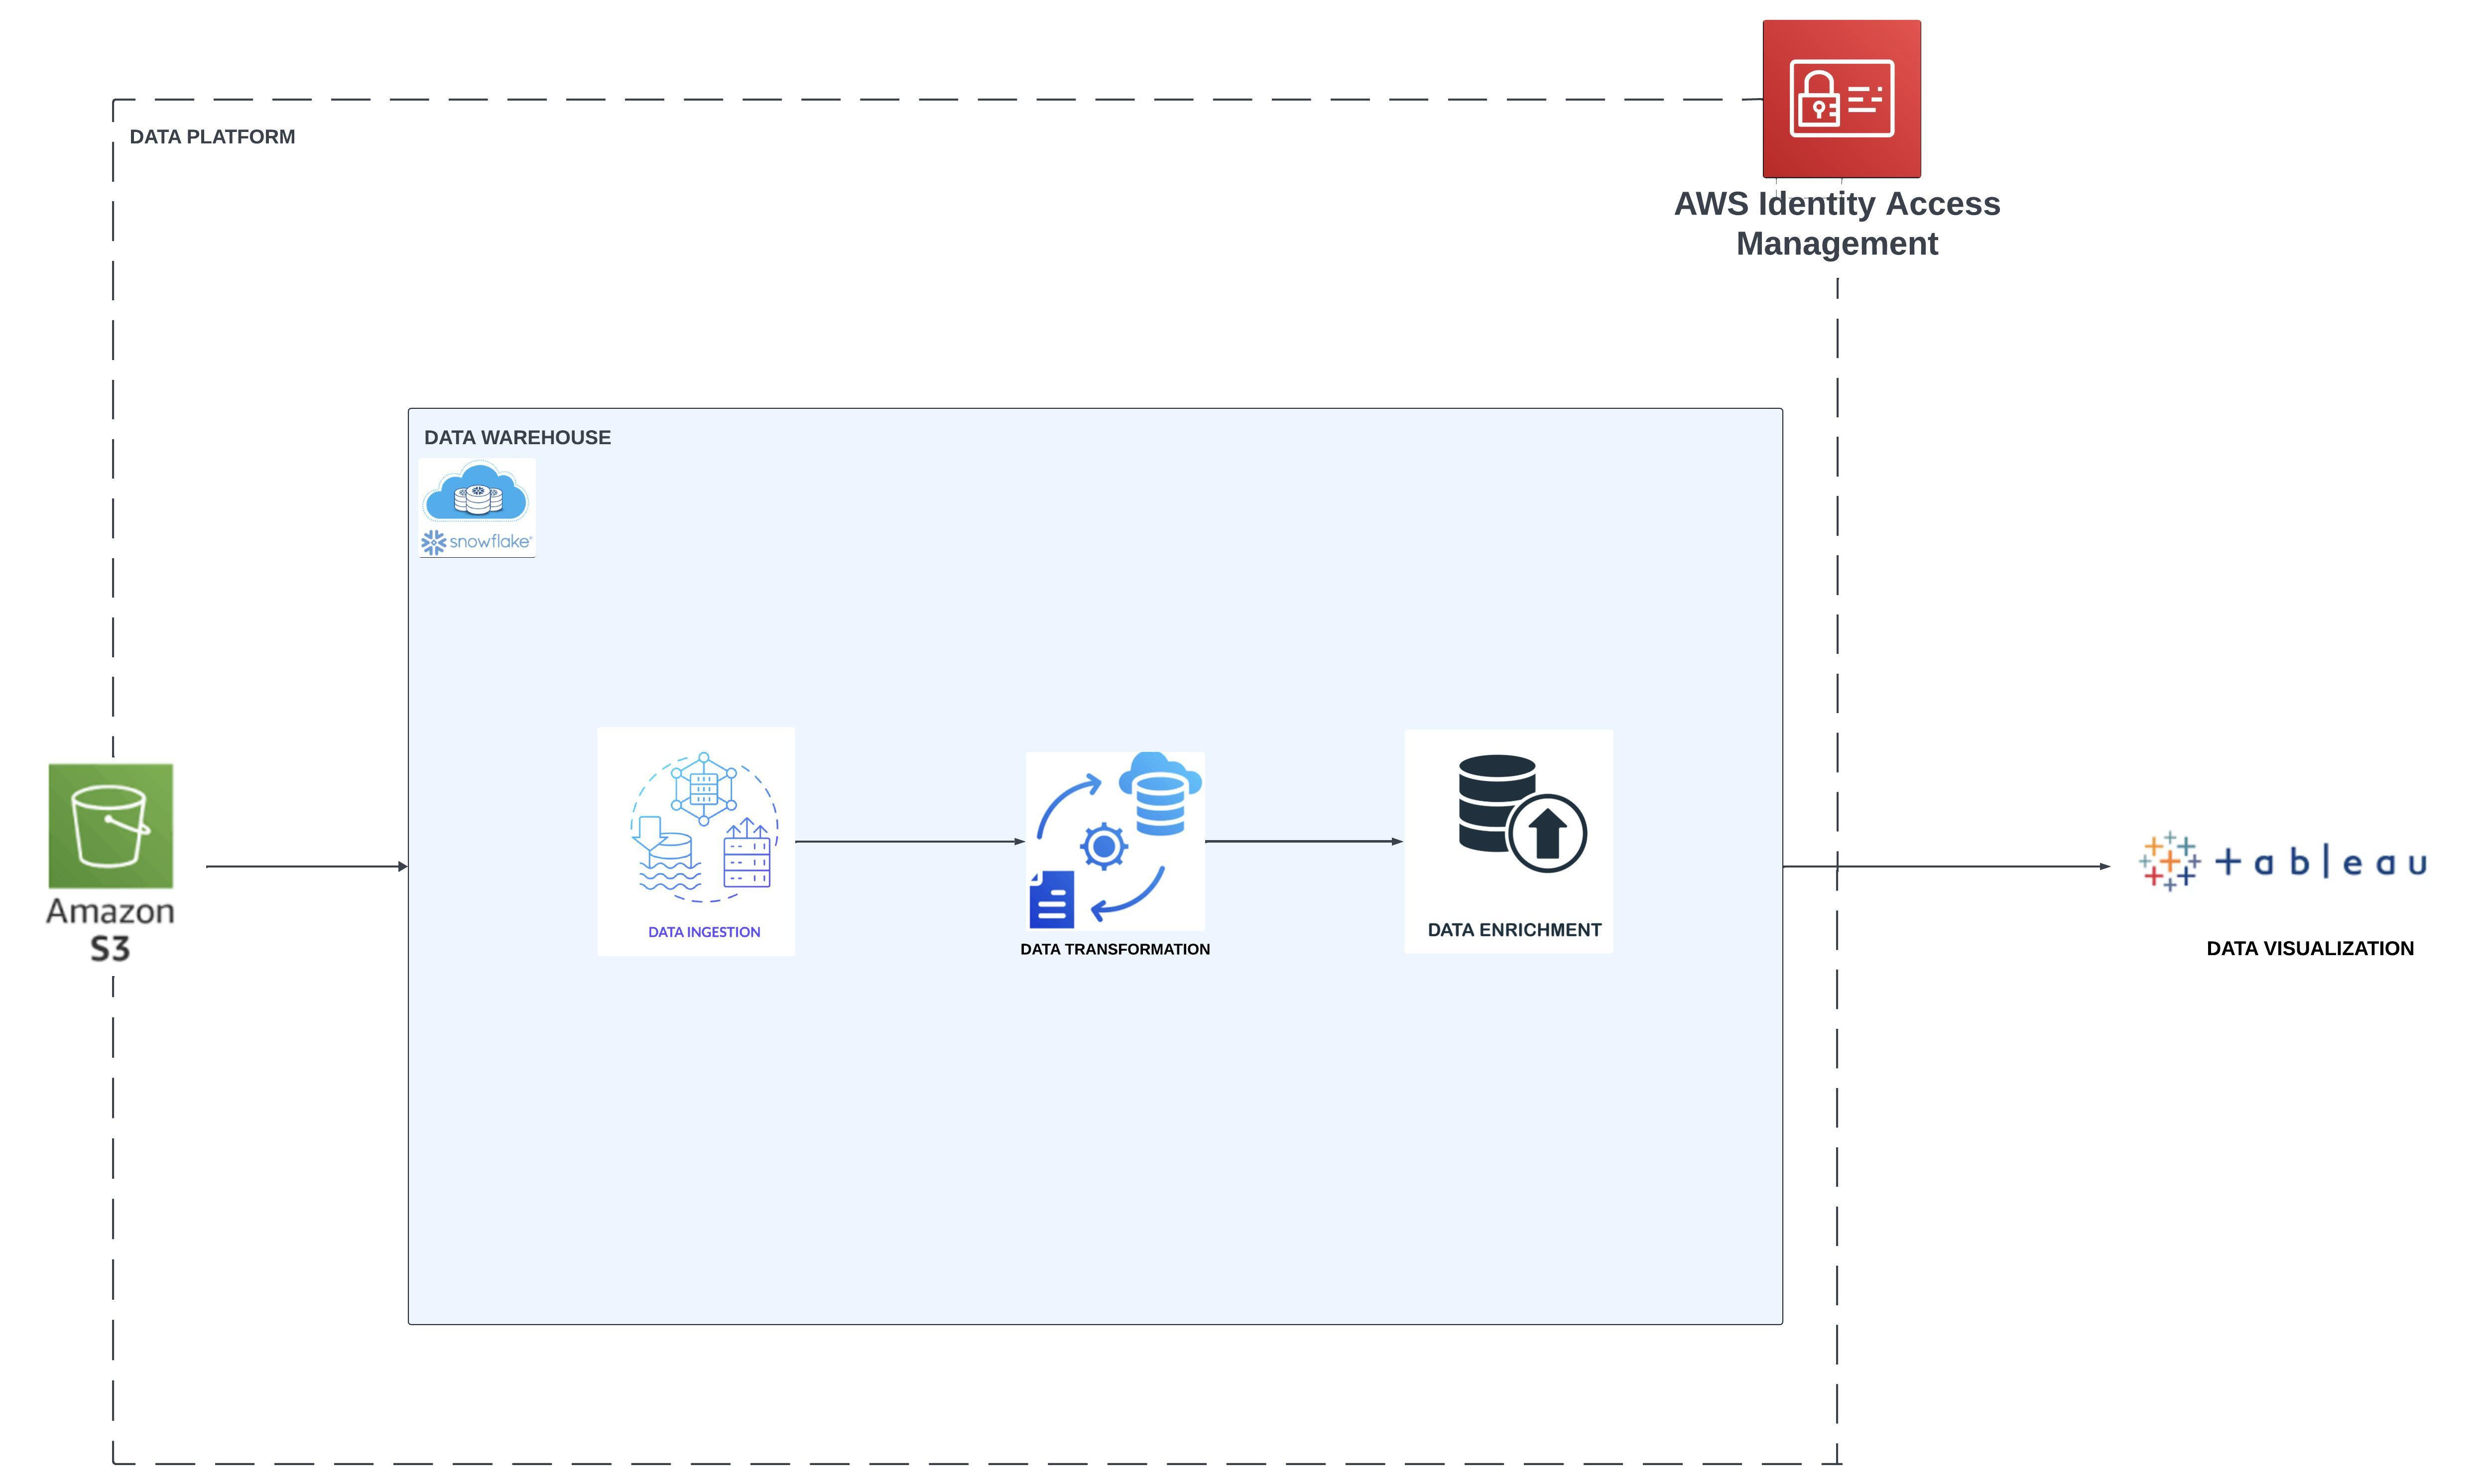 DATA PLATFORM
AWS Identity Access
Management
DATA WAREHOUSE
snowflake®
Amazon
S3
DATA INGESTION
DATA TRANSFORMATION
DATA ENRICHMENT
+ableau
DATA VISUALIZATION